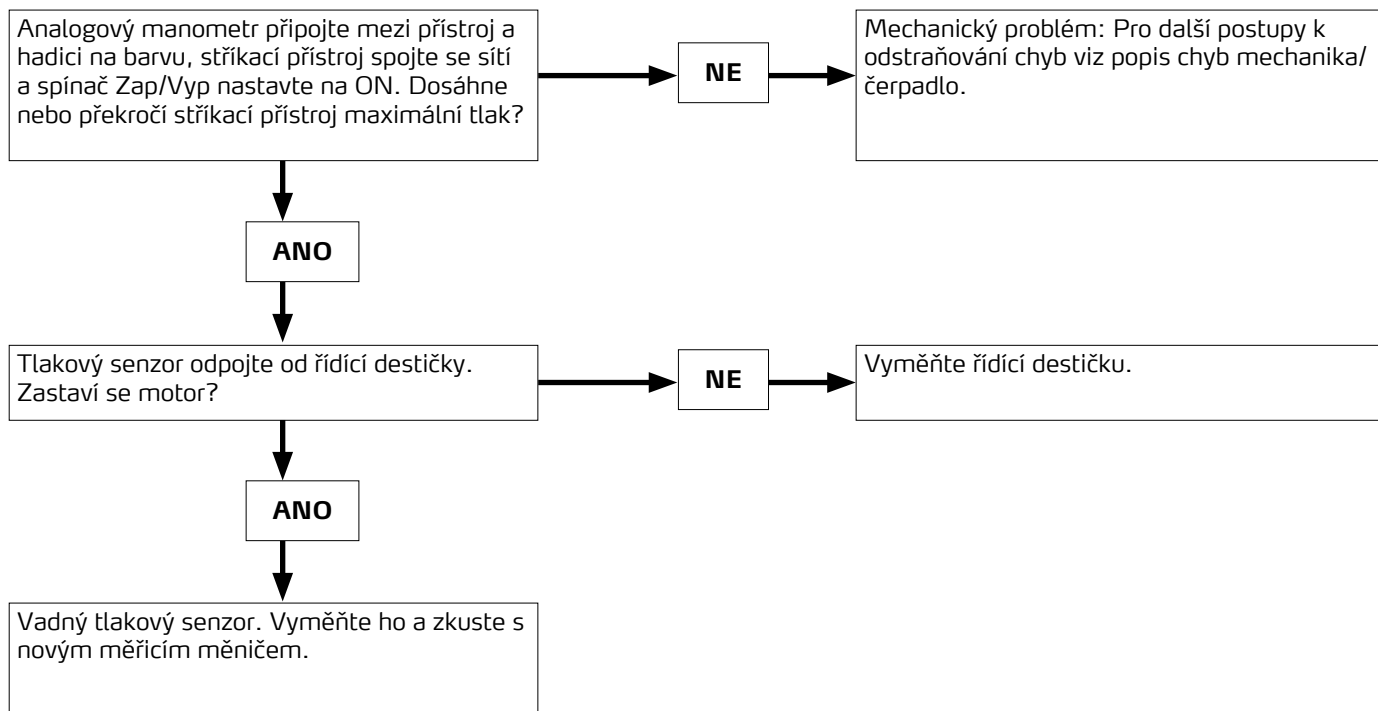 Analogový manometr připojte mezi přístroj a
hadici na barvu, stříkací přístroj spojte se sítí
a spínač Zap/Vyp nastavte na ON. Dosáhne
nebo překročí stříkací přístroj maximální tlak?
NE
Mechanický problém: Pro další postupy k
odstraňování chyb viz popis chyb mechanika/
čerpadlo.
ANO
Tlakový senzor odpojte od řídící destičky.
Zastaví se motor?
NE
Vyměňte řídící destičku.
ANO
Vadný tlakový senzor. Vyměňte ho a zkuste s
novým měřicím měničem.